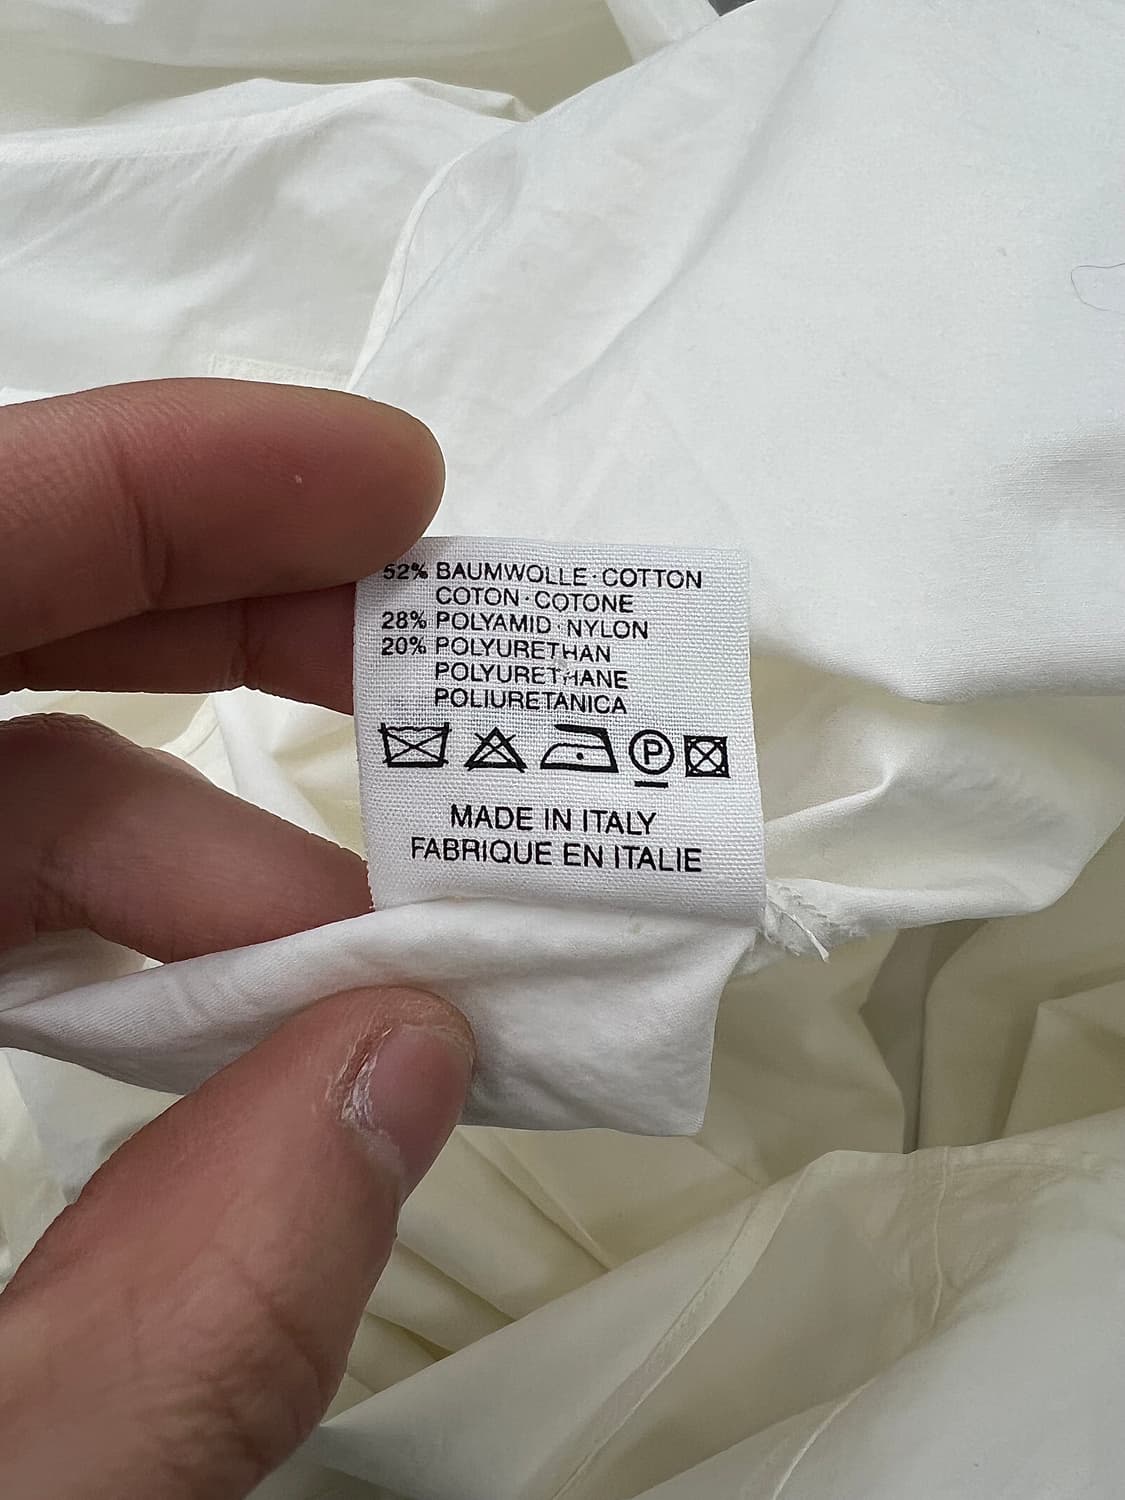 52% BAUMWOLLE·COTTON
COTON·COTONE
28% POLYAMID·NYLON
20% POLYURETHAN
POLYURETHANE
POLIURETANICA
P
MADE IN ITALY
FABRIQUE EN ITALIE